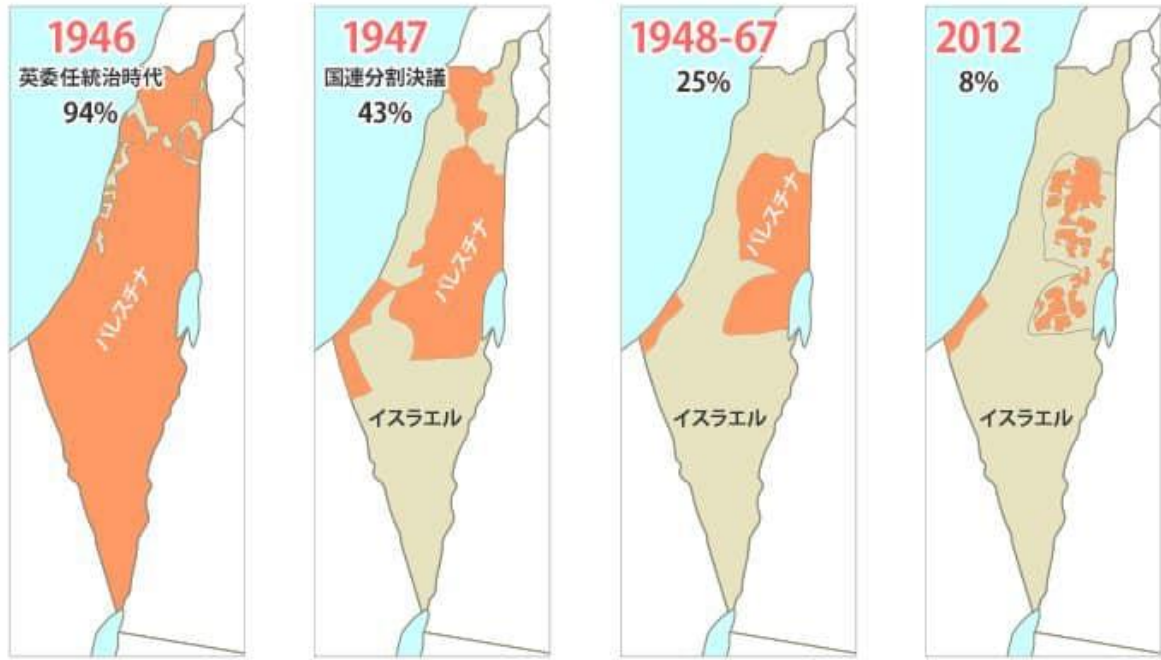 1946
英委任統治時代
94%
パレスチナ
1947
国連分割決議
43%
パレスチナ
イスラエル
1948-67
25%
パレスチナ
イスラエル
2012
8%
イスラエル